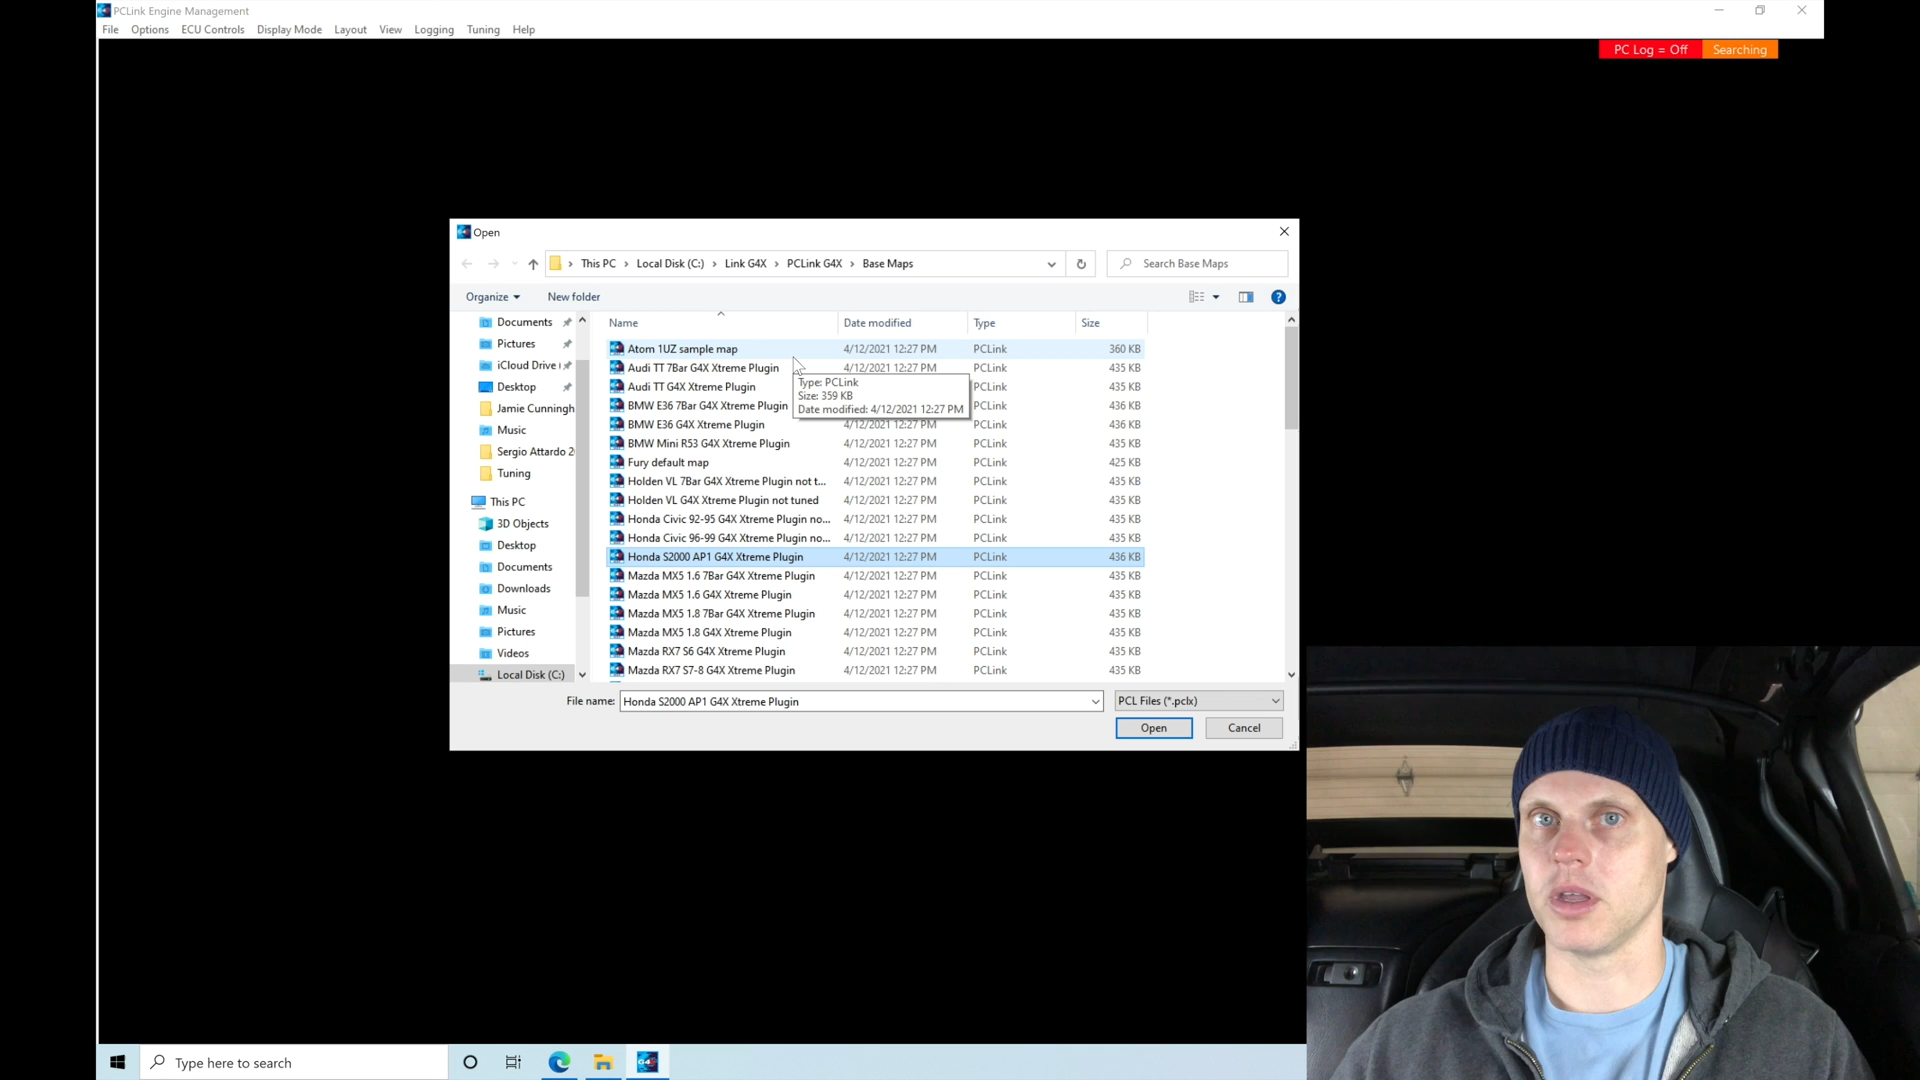 PCLink Engine Management
File Options ECU Controls Display Mode Layout View Logging Tuning Help
PC Log = Off Searching
Open
This PC > Local Disk (C:) > Link G4X > PCLink G4X > Base Maps
Search Base Maps
Organize New folder
Documents
Pictures
iCloud Drive
Desktop
Jamie Cunningh
Music
Sergio Attardo 2
Tuning
This PC
3D Objects
Desktop
Documents
Downloads
Music
Pictures
Videos
Local Disk (C:)
Name Date modified Type Size
Atom 1UZ sample map 4/12/2021 12:27 PM PCLink 360 KB
Audi TT 7Bar G4X Xtreme Plugin 4/12/2021 12:27 PM PCLink 435 KB
Audi TT G4X Xtreme Plugin PCLink 435 KB
BMW E36 7Bar G4X Xtreme Plugin PCLink 436 KB
BMW E36 G4X Xtreme Plugin 4/12/2021 12:27 PM PCLink 436 KB
BMW Mini R53 G4X Xtreme Plugin 4/12/2021 12:27 PM PCLink 435 KB
Fury default map 4/12/2021 12:27 PM PCLink 425 KB
Holden VL 7Bar G4X Xtreme Plugin not t... 4/12/2021 12:27 PM PCLink 435 KB
Holden VL G4X Xtreme Plugin not tuned 4/12/2021 12:27 PM PCLink 435 KB
Honda Civic 92-95 G4X Xtreme Plugin no... 4/12/2021 12:27 PM PCLink 435 KB
Honda Civic 96-99 G4X Xtreme Plugin no... 4/12/2021 12:27 PM PCLink 435 KB
Honda S2000 AP1 G4X Xtreme Plugin 4/12/2021 12:27 PM PCLink 436 KB
Mazda MX5 1.6 7Bar G4X Xtreme Plugin 4/12/2021 12:27 PM PCLink 435 KB
Mazda MX5 1.6 G4X Xtreme Plugin 4/12/2021 12:27 PM PCLink 435 KB
Mazda MX5 1.8 7Bar G4X Xtreme Plugin 4/12/2021 12:27 PM PCLink 435 KB
Mazda MX5 1.8 G4X Xtreme Plugin 4/12/2021 12:27 PM PCLink 435 KB
Mazda RX7 S6 G4X Xtreme Plugin 4/12/2021 12:27 PM PCLink 435 KB
Mazda RX7 S7-8 G4X Xtreme Plugin 4/12/2021 12:27 PM PCLink 435 KB
Type: PCLink
Size: 359 KB
Date modified: 4/12/2021 12:27 PM
File name: Honda S2000 AP1 G4X Xtreme Plugin PCL Files (*.pclx)
Open Cancel
Type here to search